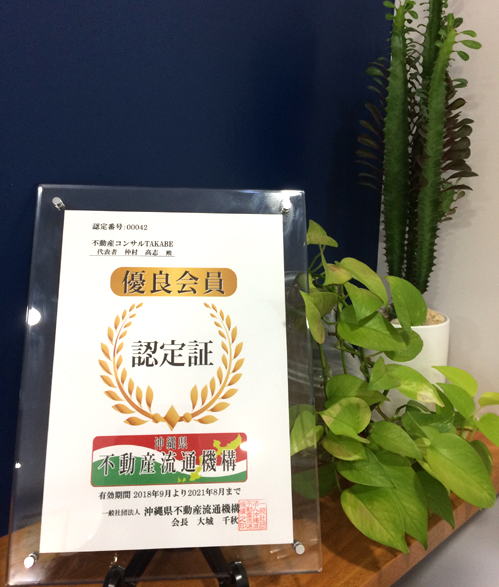 認定番号:00042
不動産コンサルTAKABE
代表者 仲村 高志 殿
優良会員
認定証
沖縄県
不動産流通機構
有効期間 2018年9月より2021年8月まで
一般社団法人 沖縄県不動産流通機構
会長 大城 千秋